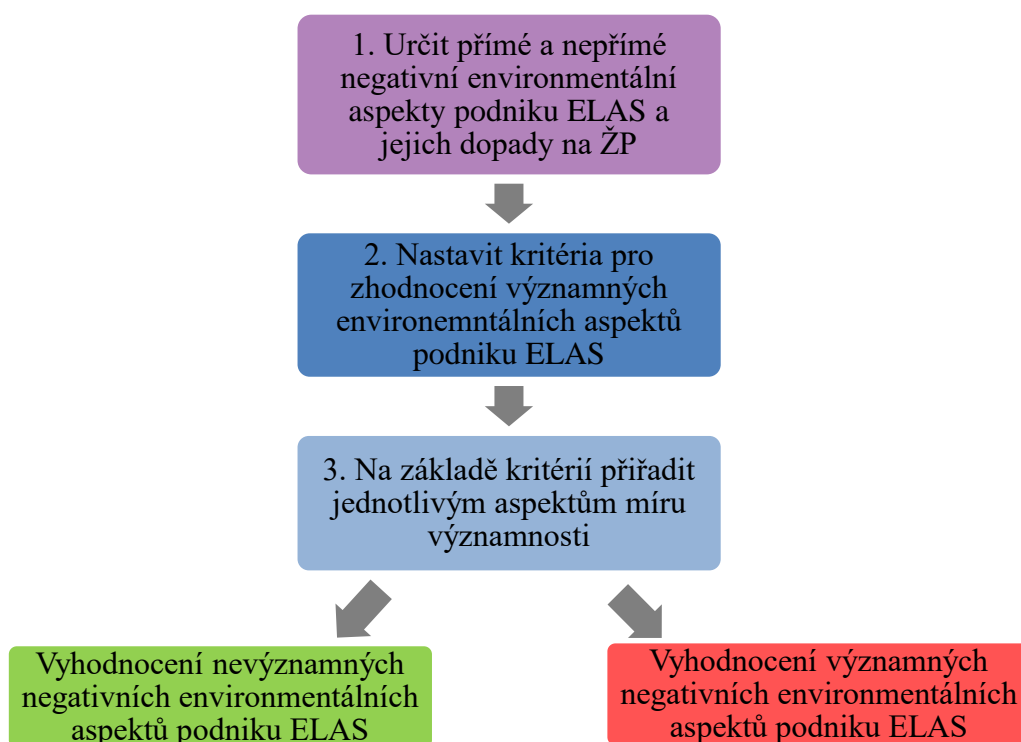 1. Určit přímé a nepřímé
negativní environmentální
aspekty podniku ELAS a
jejich dopady na ŽP
2. Nastavit kritéria pro
zhodnocení významných
environemntálních aspektů
podniku ELAS
3. Na základě kritérií přiřadit
jednotlivým aspektům míru
významnosti
Vyhodnocení nevýznamných
negativních environmentálních
aspektů podniku ELAS
Vyhodnocení významných
negativních environmentálních
aspektů podniku ELAS